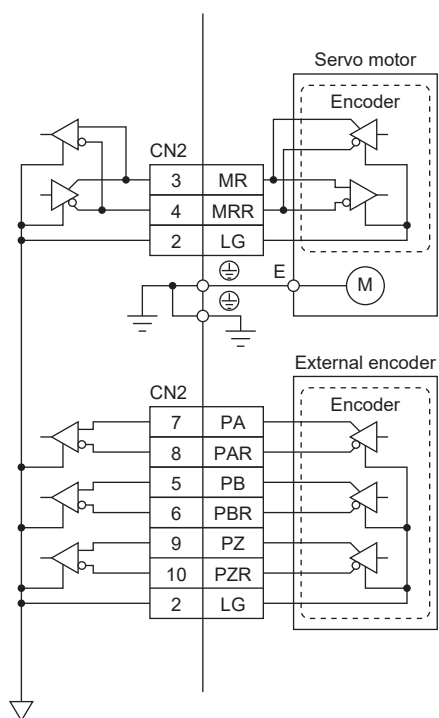 Servo motor
Encoder
CN2
3 MR
4 MRR
2 LG
E
M
External encoder
CN2
Encoder
7 PA
8 PAR
5 PB
6 PBR
9 PZ
10 PZR
2 LG